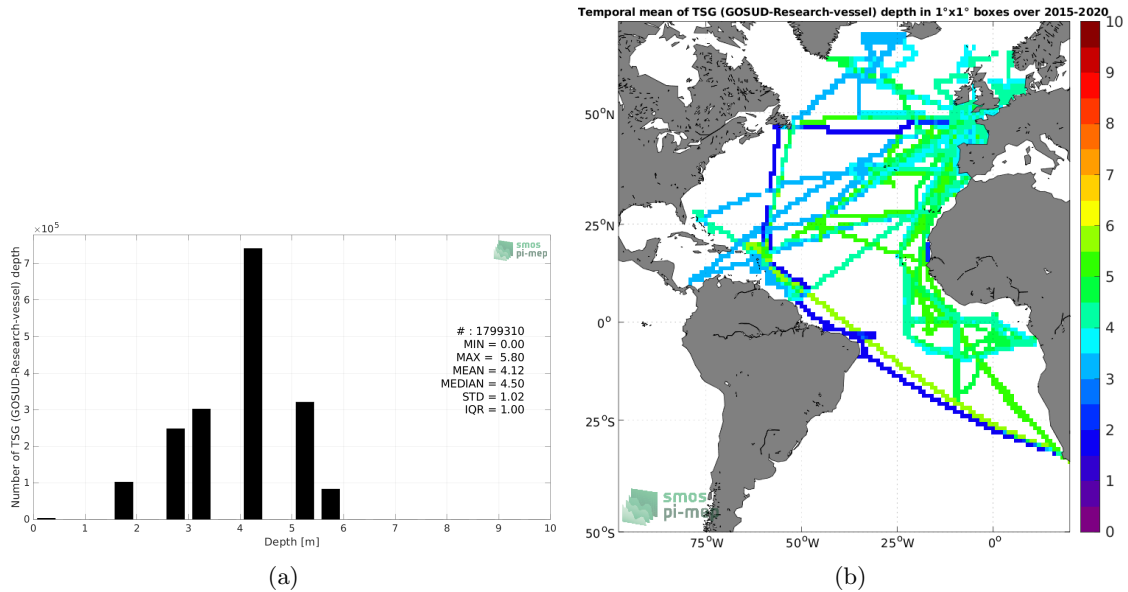 Temporal mean of TSG (GOSUD-Research-vessel) depth in 1°x1° boxes over 2015-2020
×10⁵
Number of TSG (GOSUD-Research-vessel) depth
7
6
5
4
3
2
1
0
smos
pi-mep
# : 1799310
MIN = 0.00
MAX = 5.80
MEAN = 4.12
MEDIAN = 4.50
STD = 1.02
IQR = 1.00
0 1 2 3 4 5 6 7 8 9 10
Depth [m]
(a)
50°N
25°N
0°
25°S
50°S
75°W 50°W 25°W 0°
smos
pi-mep
10
9
8
7
6
5
4
3
2
1
0
(b)